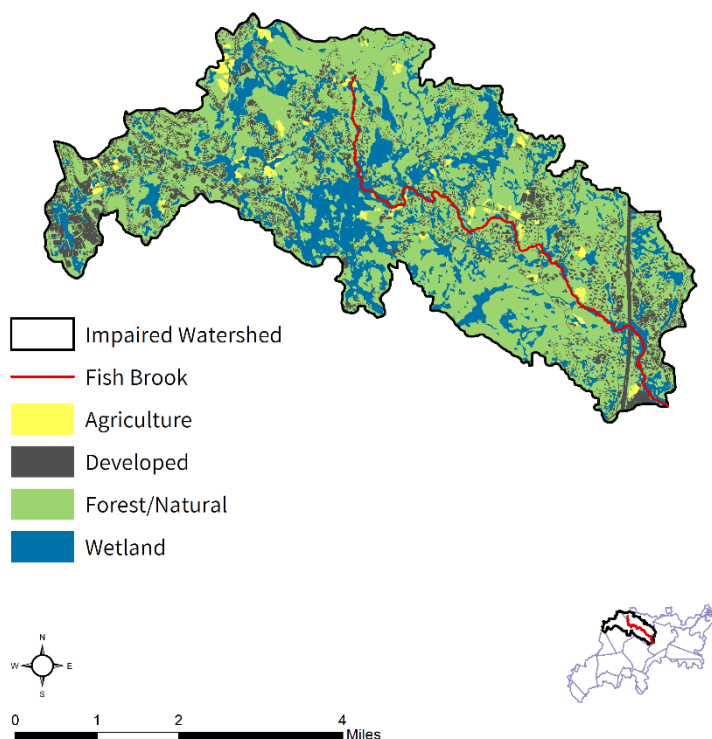 Impaired Watershed
Fish Brook
Agriculture
Developed
Forest/Natural
Wetland
N
W E
S
0 1 2 4
Miles